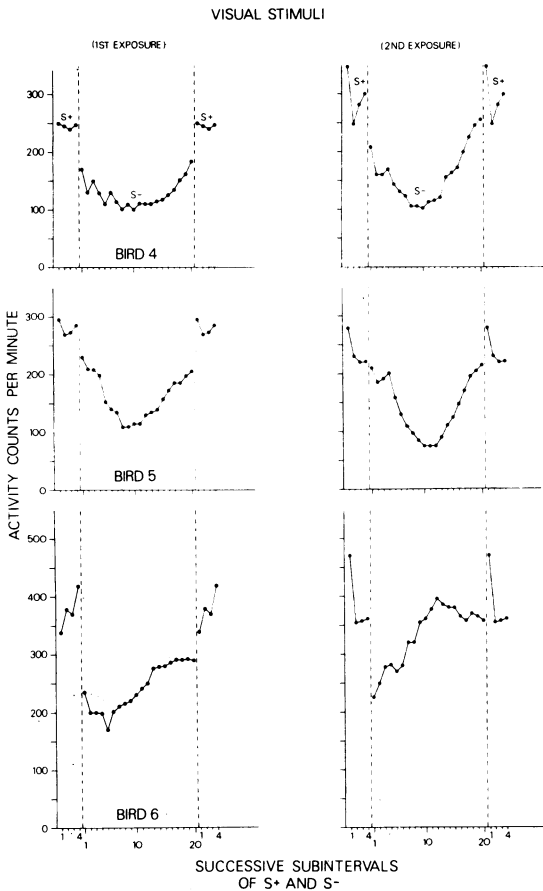 VISUAL STIMULI
(1ST EXPOSURE)
(2ND EXPOSURE)
S+
S+
S+
S+
300
200
100
0
S-
S-
BIRD 4
300
200
100
0
BIRD 5
ACTIVITY COUNTS PER MINUTE
500
400
300
200
100
0
BIRD 6
1 4 1 10 20 1 4
1 4 1 10 20 1 4
SUCCESSIVE SUBINTERVALS
OF S+ AND S-